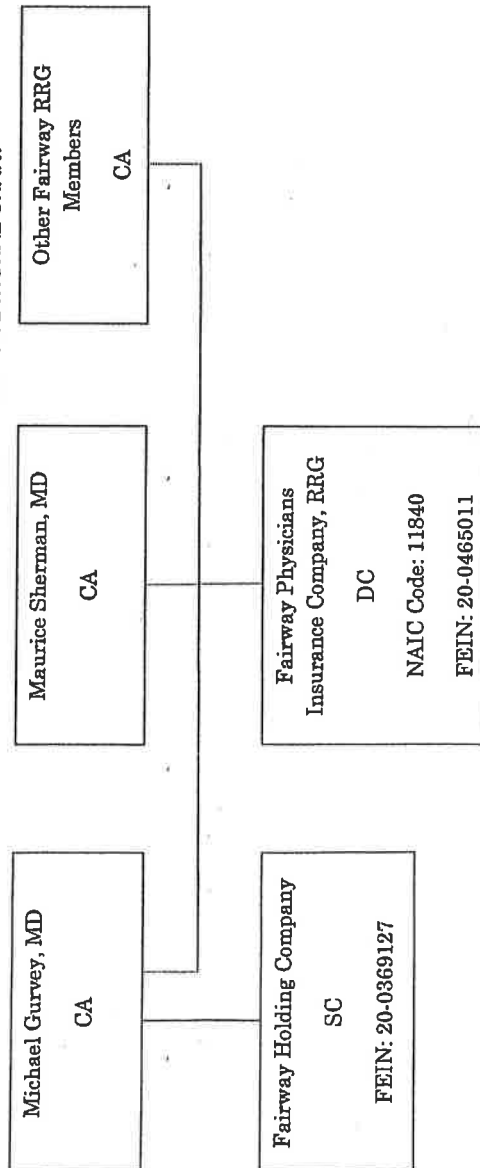 Michael Gurvey, MD
CA
Maurice Sherman, MD
CA
Other Fairway RRG
Members
CA
Fairway Holding Company
SC
FEIN: 20-0369127
Fairway Physicians
Insurance Company, RRG
DC
NAIC Code: 11840
FEIN: 20-0465011